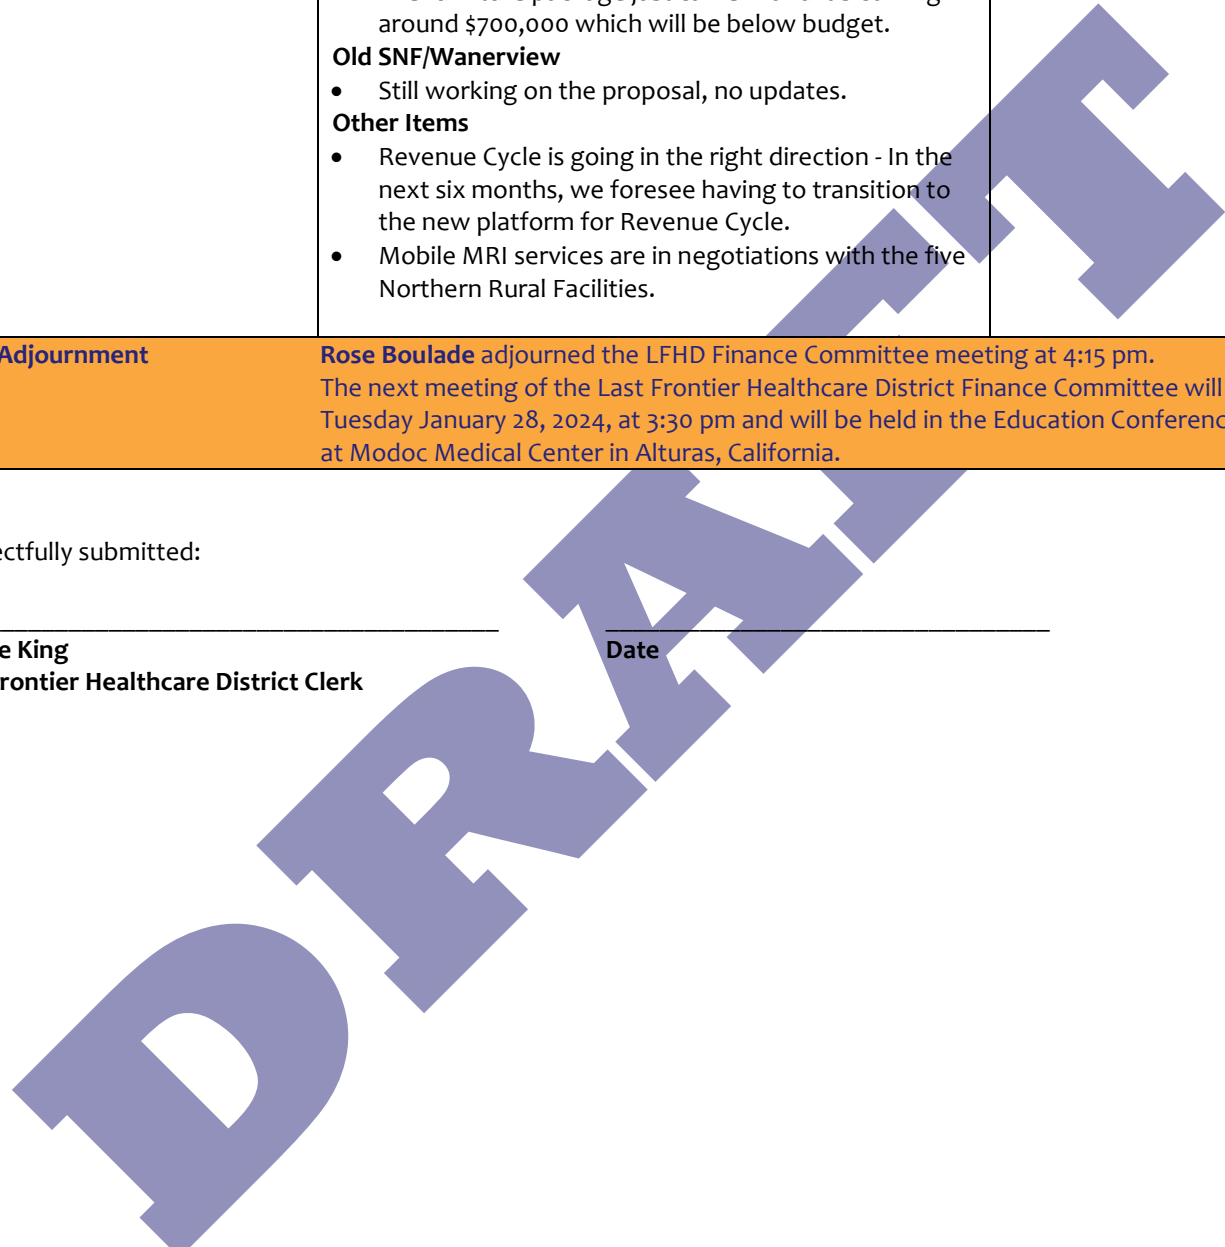 around $700,000 which will be below budget.
Old SNF/Wanerview
• Still working on the proposal, no updates.
Other Items
• Revenue Cycle is going in the right direction - In the
next six months, we foresee having to transition to
the new platform for Revenue Cycle.
• Mobile MRI services are in negotiations with the five
Northern Rural Facilities.
Adjournment
Rose Boulade adjourned the LFHD Finance Committee meeting at 4:15 pm.
The next meeting of the Last Frontier Healthcare District Finance Committee will
Tuesday January 28, 2024, at 3:30 pm and will be held in the Education Conferenc
at Modoc Medical Center in Alturas, California.
ectfully submitted:
e King
Date
rontier Healthcare District Clerk
DRAFT